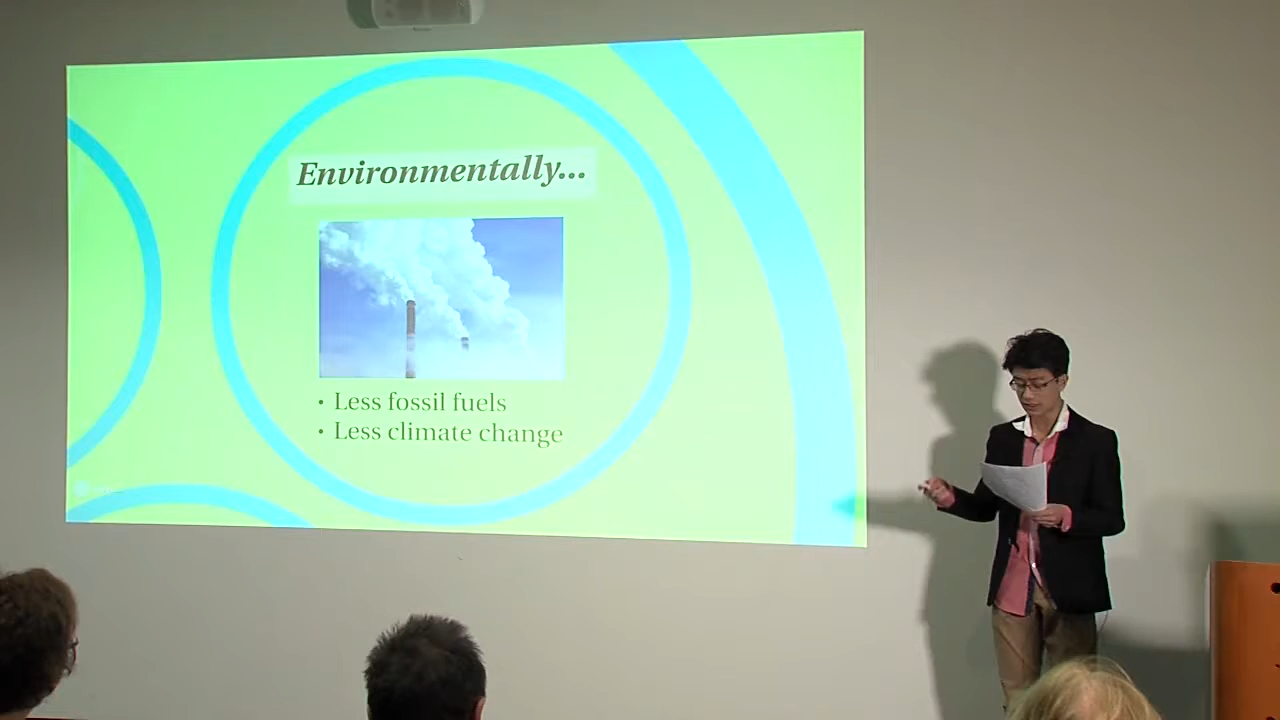 Environmentally...
• Less fossil fuels
• Less climate change